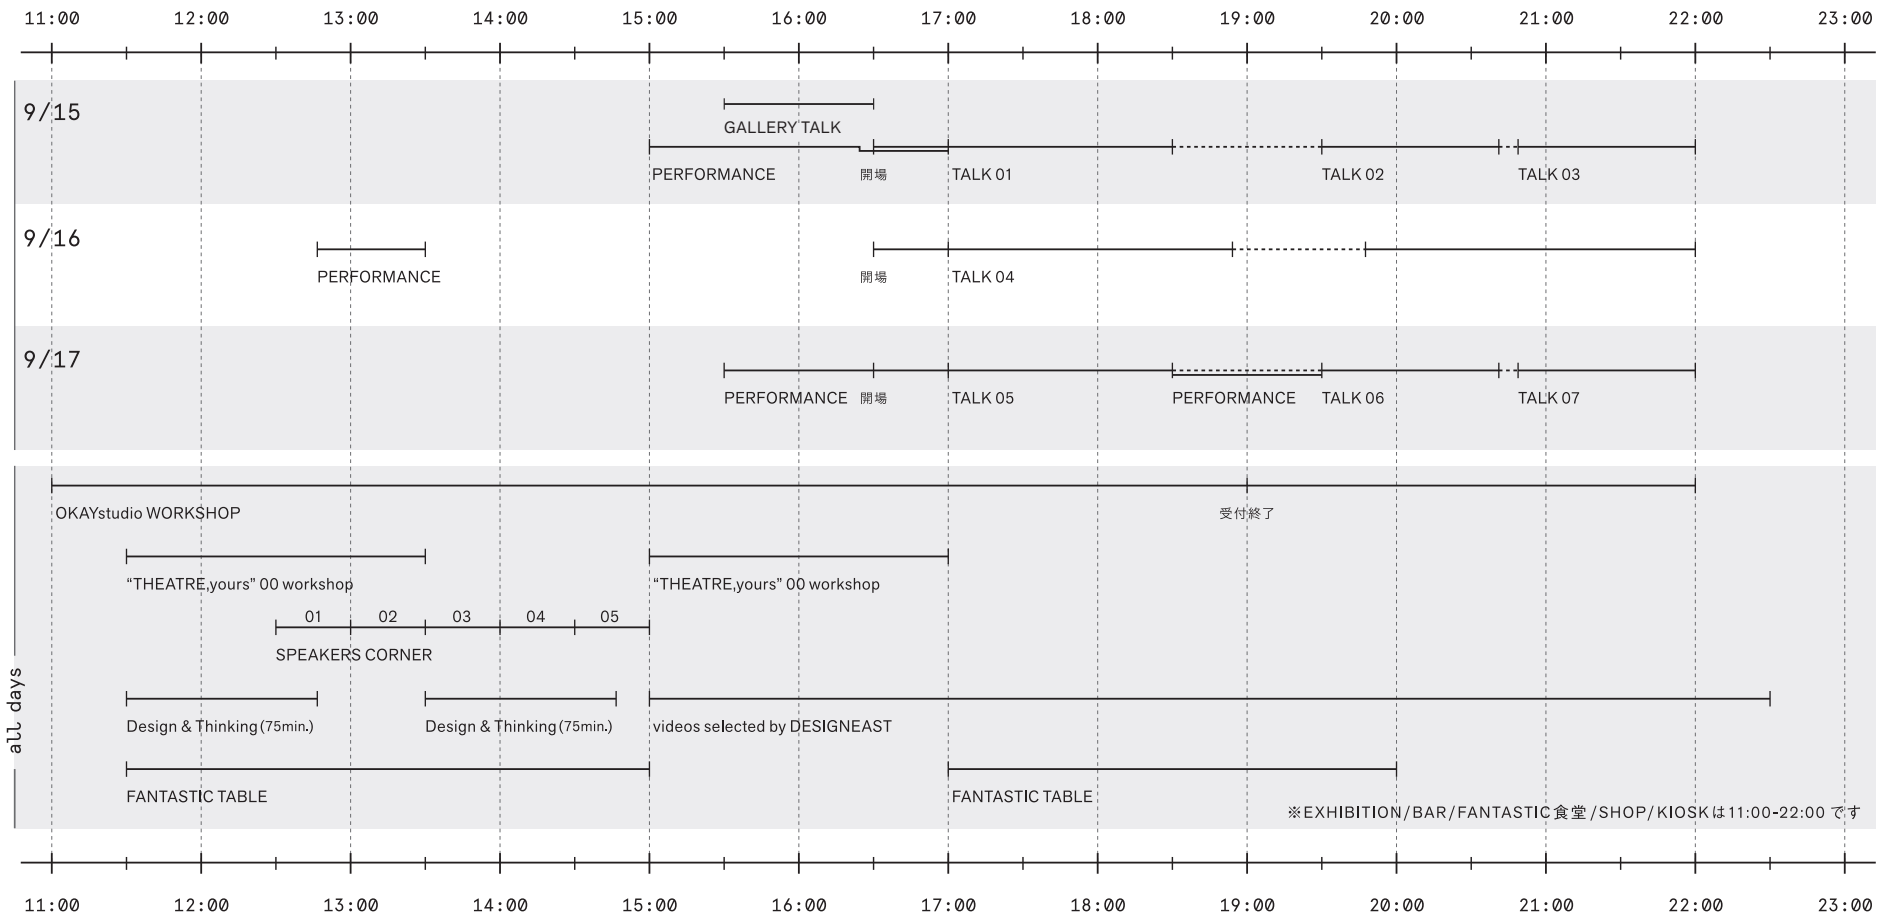 11:00 12:00 13:00 14:00 15:00 16:00 17:00 18:00 19:00 20:00 21:00 22:00 23:00
9/15
GALLERY TALK
PERFORMANCE 開場 TALK 01 TALK 02 TALK 03
9/16
PERFORMANCE 開場 TALK 04
9/17
PERFORMANCE 開場 TALK 05 PERFORMANCE TALK 06 TALK 07
all days
OKAYstudio WORKSHOP 受付終了
“THEATRE,yours” 00 workshop “THEATRE,yours” 00 workshop
01 02 03 04 05
SPEAKERS CORNER
Design & Thinking (75min.) Design & Thinking (75min.) videos selected by DESIGNEAST
FANTASTIC TABLE FANTASTIC TABLE
※EXHIBITION/BAR/FANTASTIC食堂/SHOP/KIOSKは11:00-22:00です
11:00 12:00 13:00 14:00 15:00 16:00 17:00 18:00 19:00 20:00 21:00 22:00 23:00